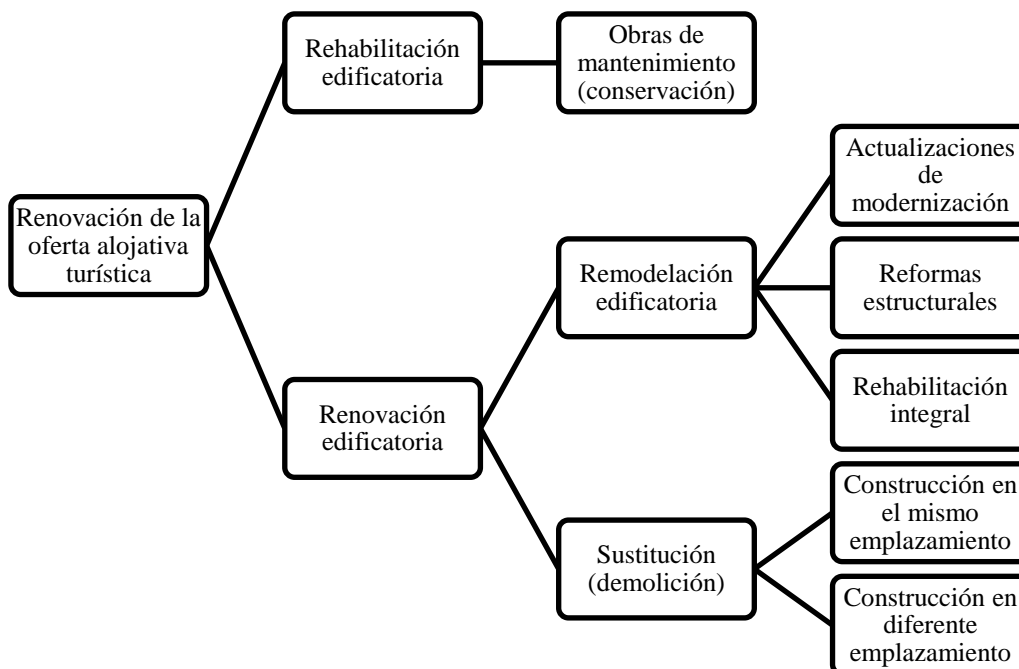 Rehabilitación
edificatoria
Obras de
mantenimiento
(conservación)
Actualizaciones
de
modernización
Renovación de la
oferta alojativa
turística
Remodelación
edificatoria
Reformas
estructurales
Rehabilitación
integral
Renovación
edificatoria
Sustitución
(demolición)
Construcción en
el mismo
emplazamiento
Construcción en
diferente
emplazamiento